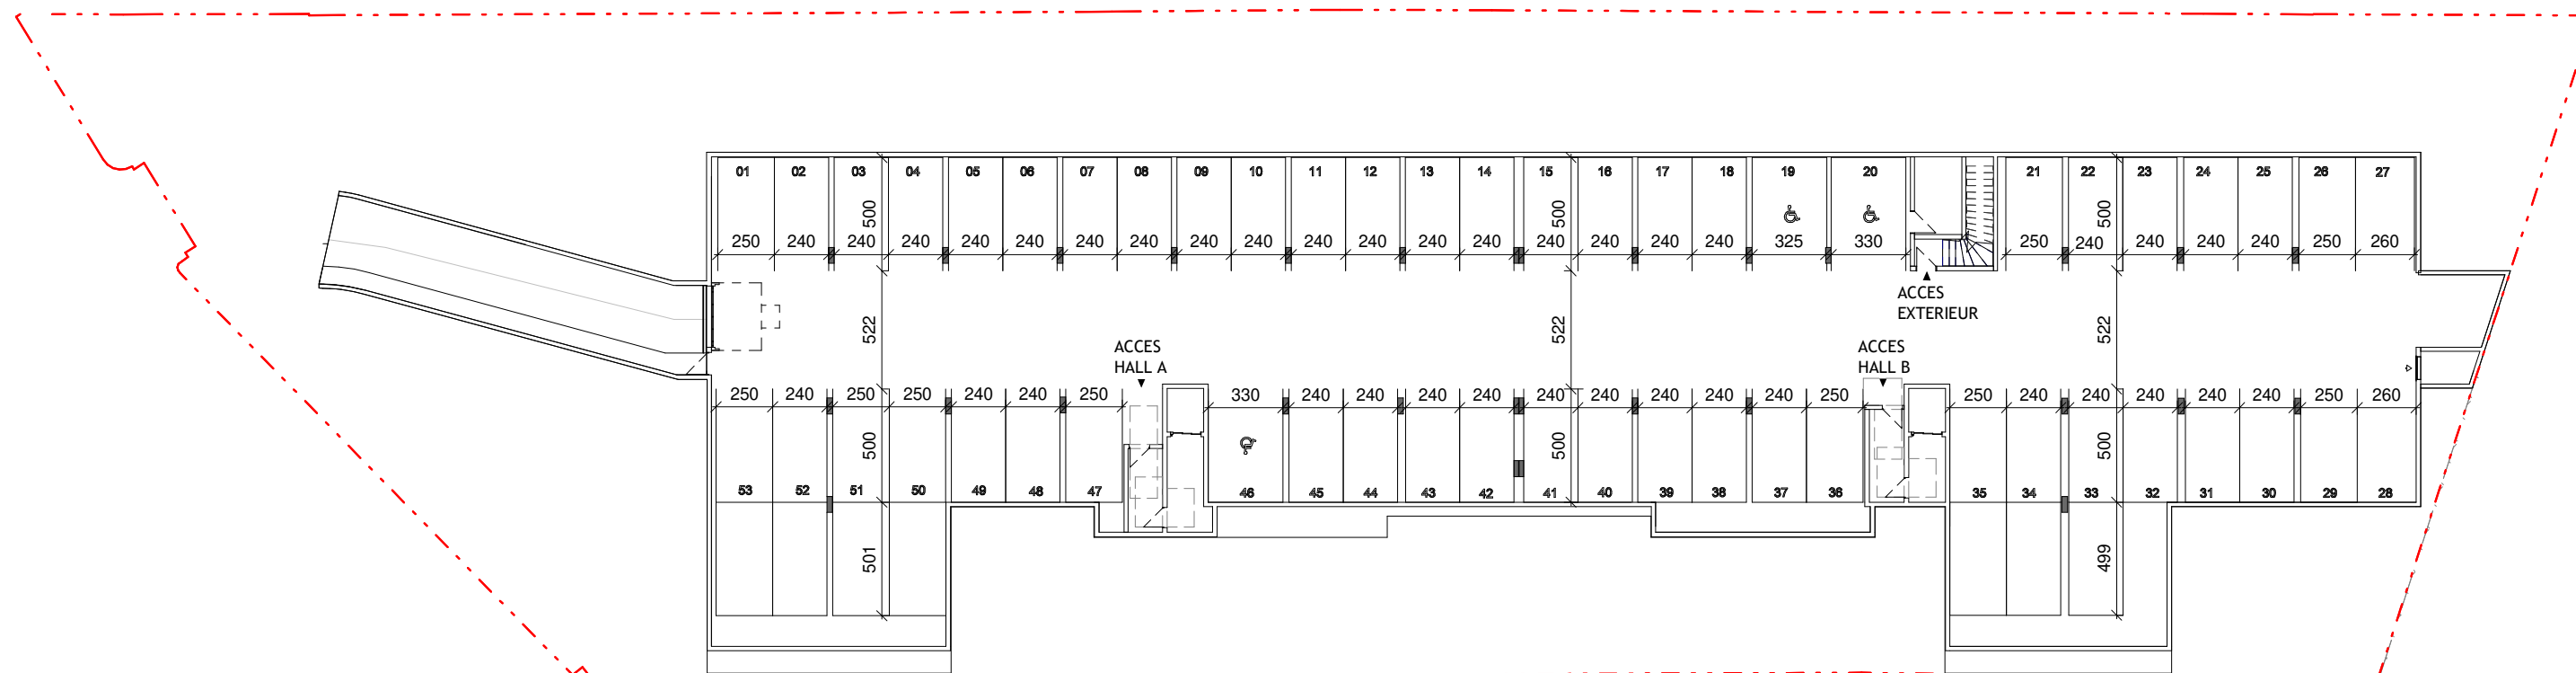 01 02 03 04 05 06 07 08 09 10 11 12 13 14 15 16 17 18 19 20 21 22 23 24 25 26 27
500 500 500
250 240 240 240 240 240 240 240 240 240 240 240 240 240 240 240 240 240 325 330 250 240 240 240 240 250 260
ACCES
EXTERIEUR
522 522 522
ACCES
HALL A
ACCES
HALL B
250 240 250 250 240 240 250 330 240 240 240 240 240 240 240 240 240 250 250 240 240 240 240 240 250 260
500 500 500
53 52 51 50 49 48 47 46 45 44 43 42 41 40 39 38 37 36 35 34 33 32 31 30 29 28
501 499